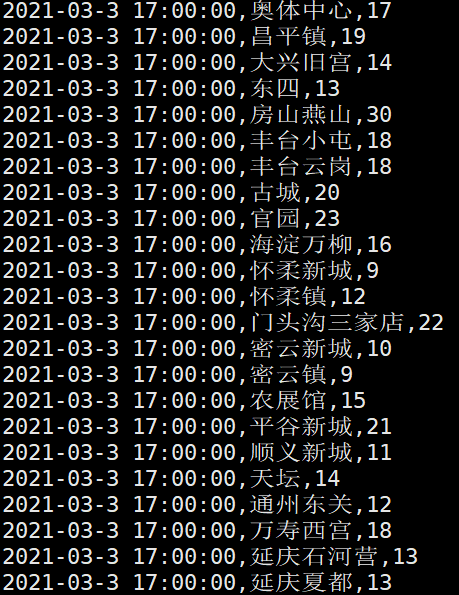 2021-03-3 17:00:00,奥体中心,17
2021-03-3 17:00:00,昌平镇,19
2021-03-3 17:00:00,大兴旧宫,14
2021-03-3 17:00:00,东四,13
2021-03-3 17:00:00,房山燕山,30
2021-03-3 17:00:00,丰台小屯,18
2021-03-3 17:00:00,丰台云岗,18
2021-03-3 17:00:00,古城,20
2021-03-3 17:00:00,官园,23
2021-03-3 17:00:00,海淀万柳,16
2021-03-3 17:00:00,怀柔新城,9
2021-03-3 17:00:00,怀柔镇,12
2021-03-3 17:00:00,门头沟三家店,22
2021-03-3 17:00:00,密云新城,10
2021-03-3 17:00:00,密云镇,9
2021-03-3 17:00:00,农展馆,15
2021-03-3 17:00:00,平谷新城,21
2021-03-3 17:00:00,顺义新城,11
2021-03-3 17:00:00,天坛,14
2021-03-3 17:00:00,通州东关,12
2021-03-3 17:00:00,万寿西宫,18
2021-03-3 17:00:00,延庆石河营,13
2021-03-3 17:00:00,延庆夏都,13